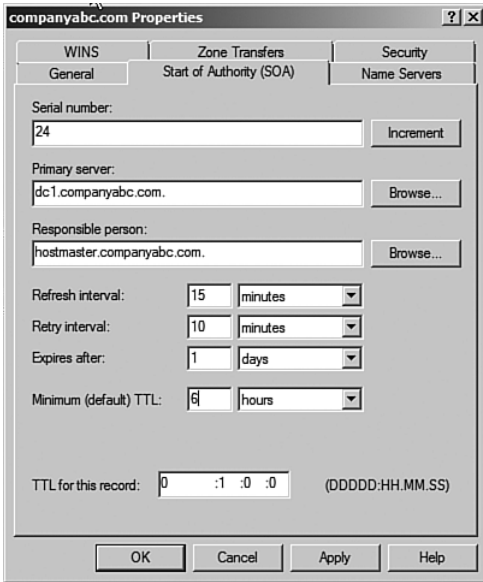 companyabc.com Properties
WINS Zone Transfers Security
General Start of Authority (SOA) Name Servers
Serial number:
24 Increment
Primary server:
dc1.companyabc.com. Browse...
Responsible person:
hostmaster.companyabc.com. Browse...
Refresh interval: 15 minutes
Retry interval: 10 minutes
Expires after: 1 days
Minimum (default) TTL: 6 hours
TTL for this record: 0 :1 :0 :0 (DDDDD:HH.MM.SS)
OK Cancel Apply Help